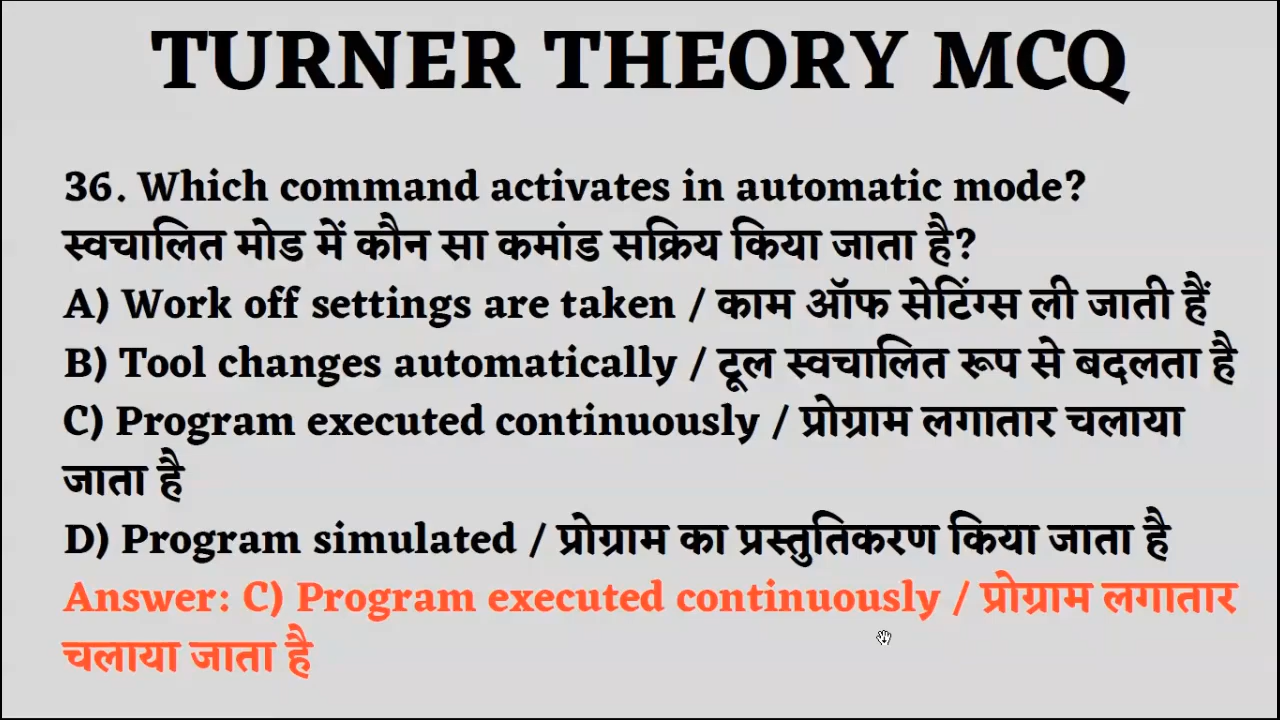 TURNER THEORY MCQ
36. Which command activates in automatic mode?
स्वचालित मोड में कौन सा कमांड सक्रिय किया जाता है?
A) Work off settings are taken / काम ऑफ सेटिंग्स ली जाती हैं
B) Tool changes automatically / टूल स्वचालित रूप से बदलता है
C) Program executed continuously / प्रोग्राम लगातार चलाया
जाता है
D) Program simulated / प्रोग्राम का प्रस्तुतिकरण किया जाता है
Answer: C) Program executed continuously / प्रोग्राम लगातार
चलाया जाता है